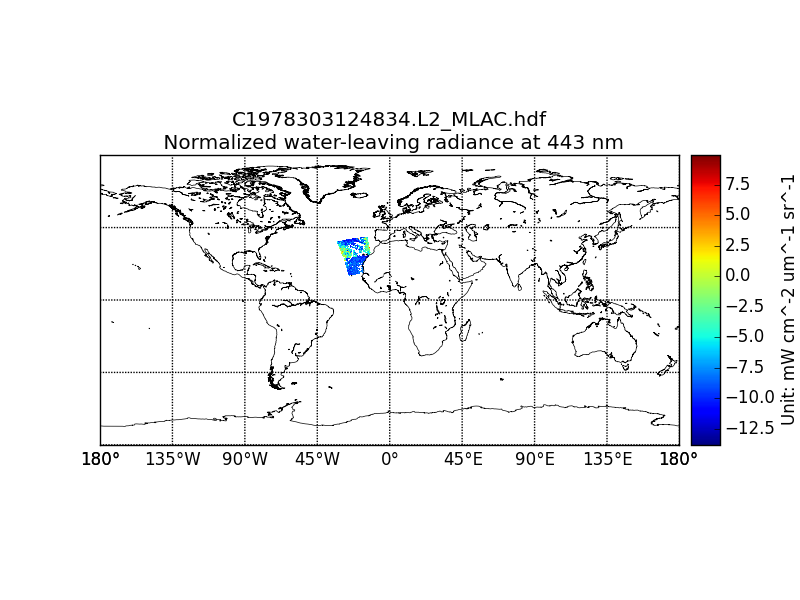 C1978303124834.L2_MLAC.hdf
Normalized water-leaving radiance at 443 nm
7.5
5.0
2.5
0.0
−2.5
−5.0
−7.5
−10.0
−12.5
Unit: mW cm^-2 um^-1 sr^-1
180° 135°W 90°W 45°W 0° 45°E 90°E 135°E 180°